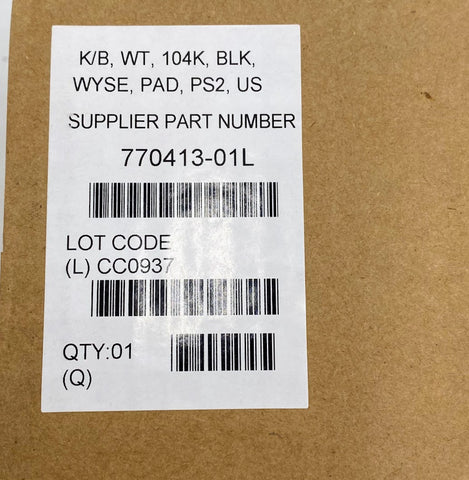 K/B, WT, 104K, BLK,
WYSE, PAD, PS2, US
SUPPLIER PART NUMBER
770413-01L
LOT CODE
(L) CC0937
QTY:01
(Q)